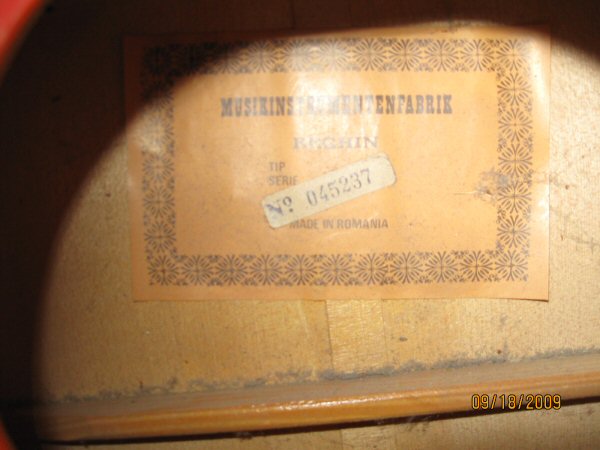 MUSIKINSTRUMENTENFABRIK
REGHIN
TIP
SERIE
Nº 045237
MADE IN ROMANIA
09/18/2009